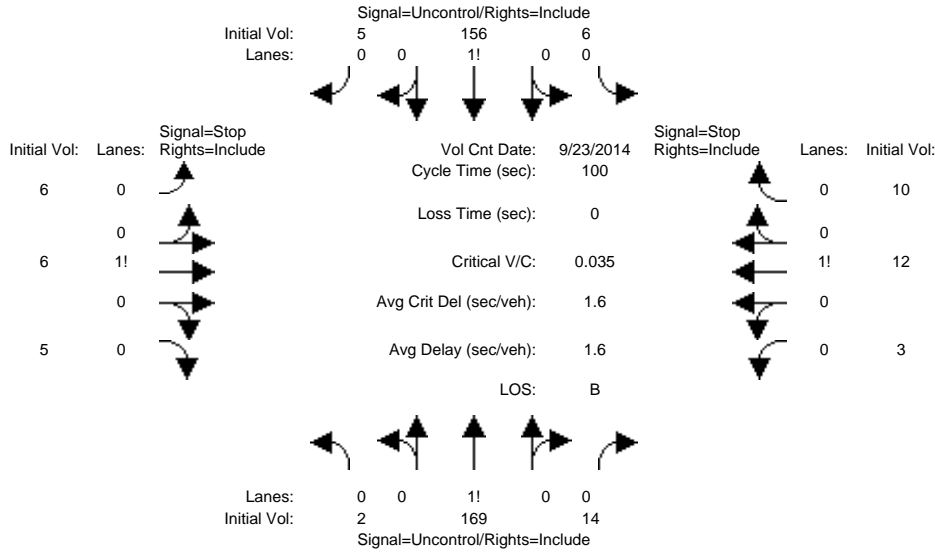 Signal=Uncontrol/Rights=Include
Initial Vol: 5 156 6
Lanes: 0 0 1! 0 0
Signal=Stop
Initial Vol: Lanes: Rights=Include
Vol Cnt Date: 9/23/2014
Signal=Stop
Rights=Include Lanes: Initial Vol:
Cycle Time (sec): 100
6 0
0 10
Loss Time (sec): 0
0
0
6 1!
Critical V/C: 0.035
1! 12
0
Avg Crit Del (sec/veh): 1.6
0
5 0
Avg Delay (sec/veh): 1.6
0 3
LOS: B
Lanes: 0 0 1! 0 0
Initial Vol: 2 169 14
Signal=Uncontrol/Rights=Include